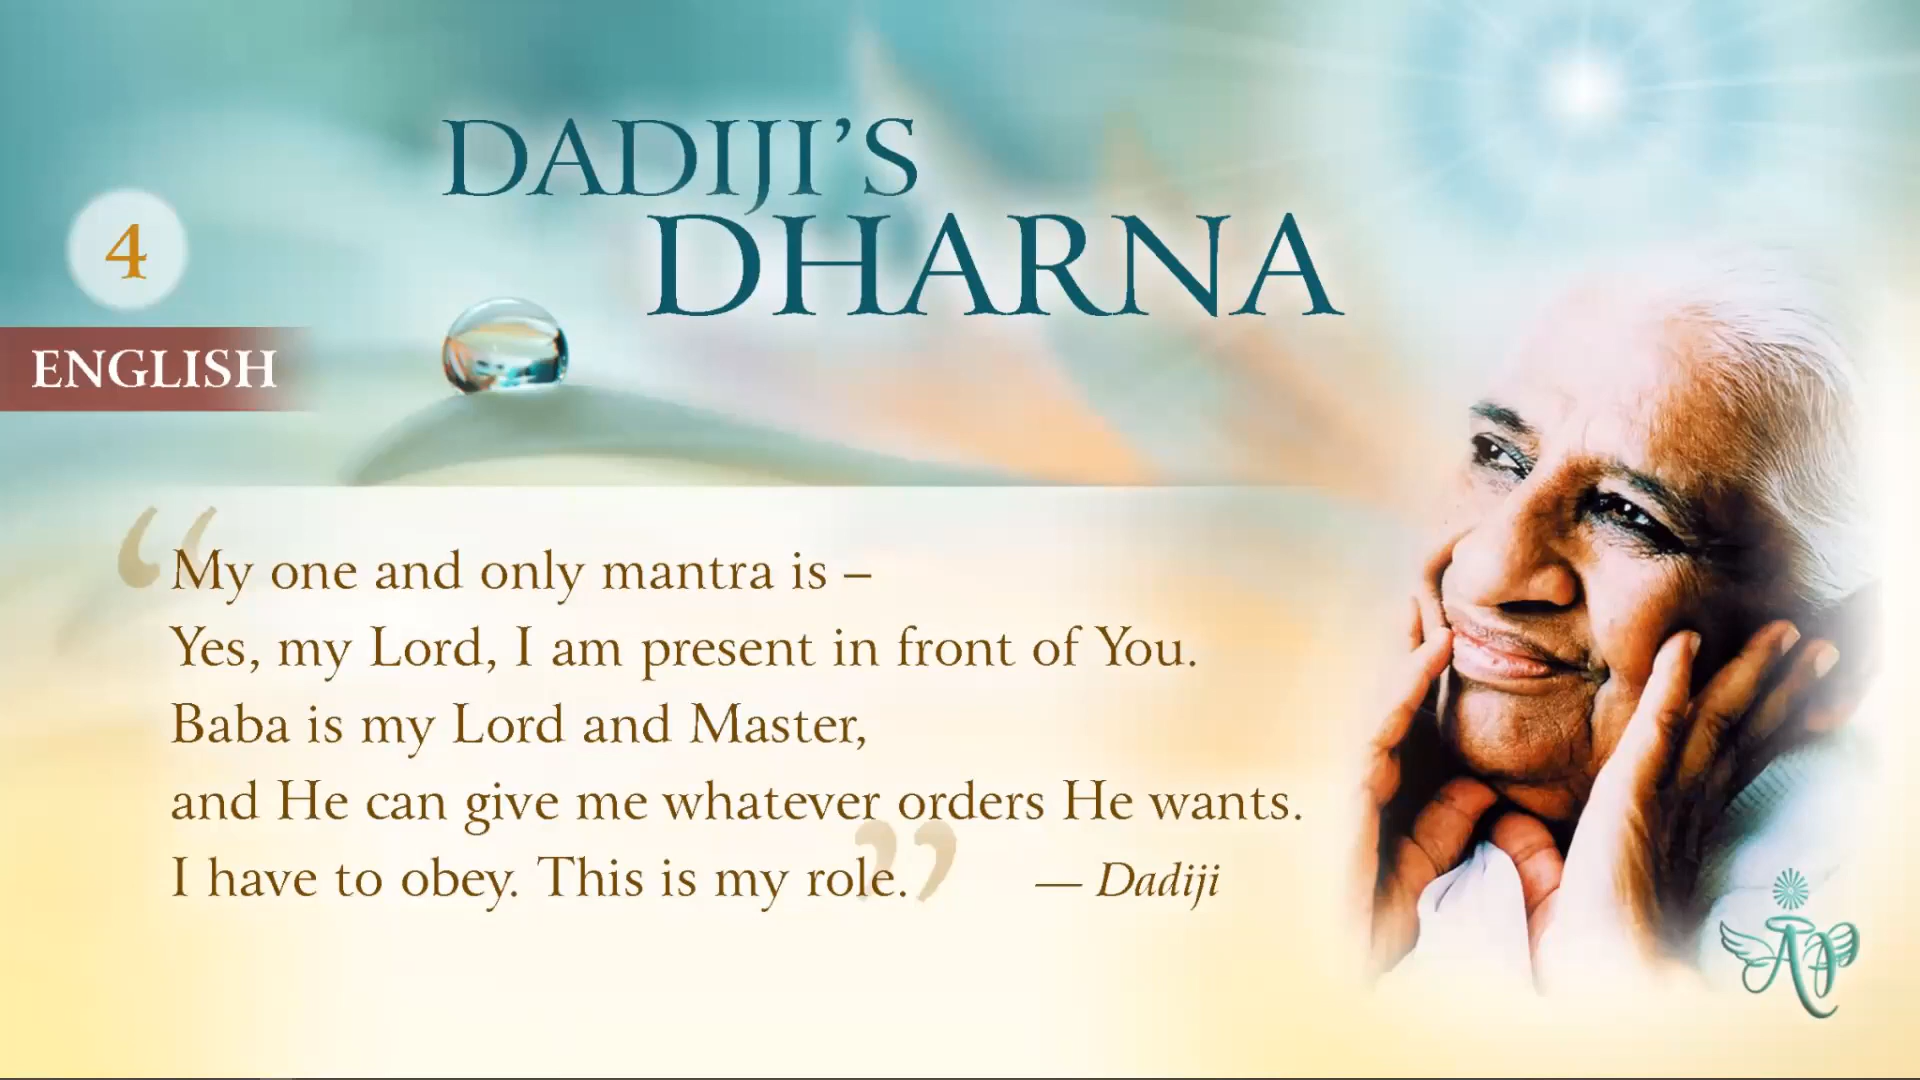 DADIJI’S
DHARNA
4
ENGLISH
“My one and only mantra is –
Yes, my Lord, I am present in front of You.
Baba is my Lord and Master,
and He can give me whatever orders He wants.
I have to obey. This is my role.” — Dadiji